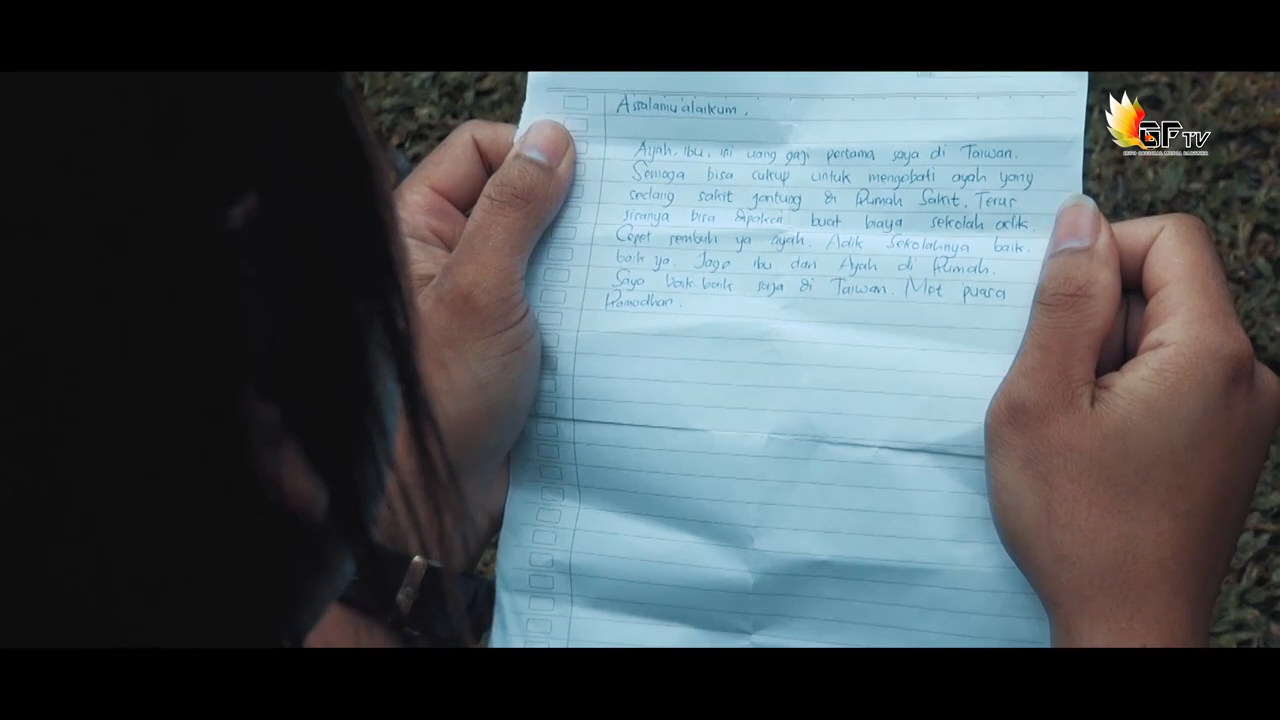 Assalamu'alaikum,
Ayah, Ibu, ini uang gaji pertama saya di Taiwan.
Semoga bisa cukup untuk mengobati ayah yang
sedang sakit jantung di Rumah Sakit. Terus
sisanya bisa dipakai buat biaya sekolah adik.
Cepet sembuh ya ayah. Adik Sekolahnya baik-
baik ya. Jaga ibu dan Ayah di Rumah.
Saya baik-baik saja di Taiwan. Met puasa
Ramadhan.
GF TV